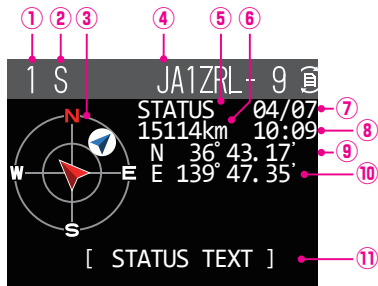 ① ② ③ ④ ⑤ ⑥
1 S JA1ZRL- 9
STATUS 04/07 ⑦
15114km 10:09 ⑧
N 36°43.17' ⑨
E 139°47.35' ⑩
N
W E
S
[ STATUS TEXT ] ⑪